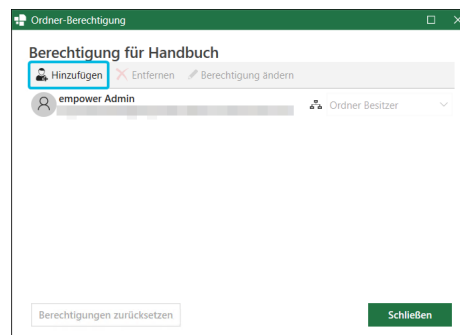 Ordner-Berechtigung
Berechtigung für Handbuch
Hinzufügen Entfernen Berechtigung ändern
empower Admin
Ordner Besitzer
Berechtigungen zurücksetzen Schließen